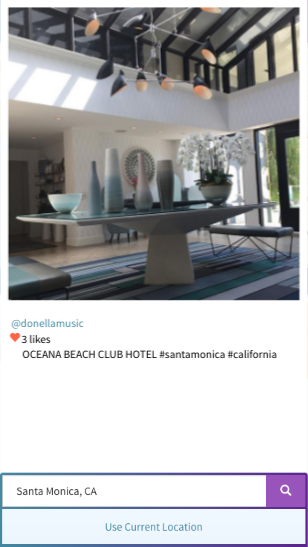 @donellamusic
3 likes
OCEANA BEACH CLUB HOTEL #santamonica #california
Santa Monica, CA
Use Current Location